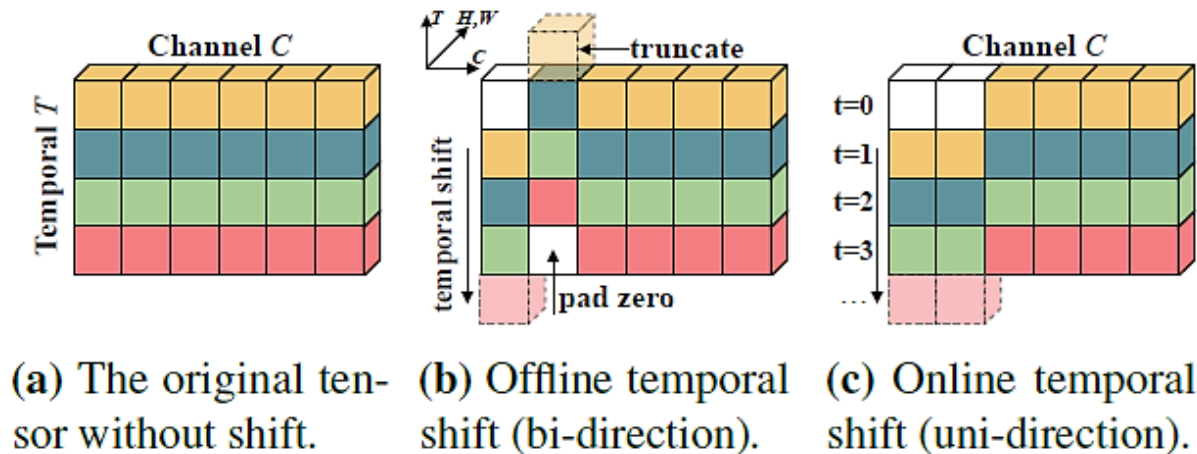 Channel C
Temporal T
T
H,W
C
truncate
temporal shift
pad zero
Channel C
t=0
t=1
t=2
t=3
...
(a) The original ten-
sor without shift.
(b) Offline temporal
shift (bi-direction).
(c) Online temporal
shift (uni-direction).